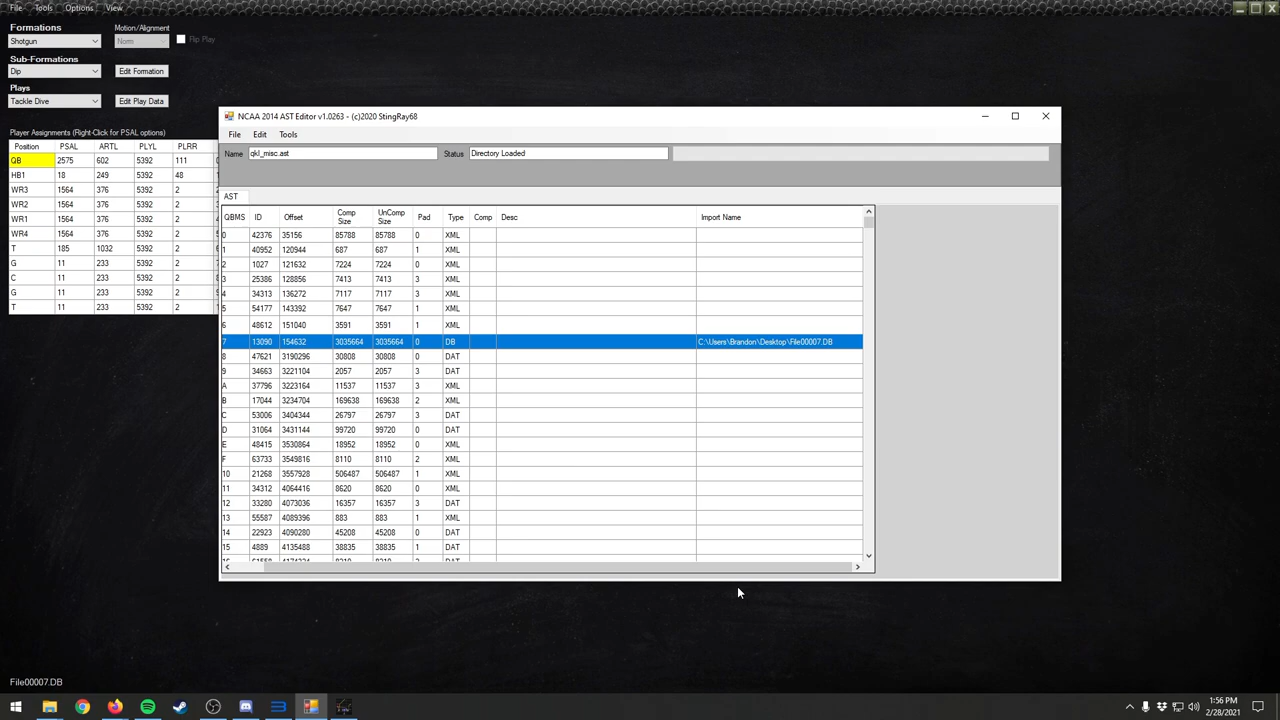 File Tools Options View
Formations Motion/Alignment
Shotgun Norm Flip Play
Sub-Formations
Dip Edit Formation
Plays
Tackle Dive Edit Play Data
Player Assignments (Right-Click for PSAL options)
Position PSAL ARTL PLYL PLRR
QB 2575 602 5392 111
HB1 18 249 5392 48
WR3 1564 376 5392 2
WR2 1564 376 5392 2
WR1 1564 376 5392 2
WR4 1564 376 5392 2
T 185 1032 5392 2
G 11 233 5392 2
C 11 233 5392 2
G 11 233 5392 2
T 11 233 5392 2
NCAA 2014 AST Editor v1.0263 - (c)2020 StingRay68
File Edit Tools
Name qkl_misc.ast Status Directory Loaded
AST
QBMS ID Offset Comp Size UnComp Size Pad Type Comp Desc Import Name
0 42376 35156 85788 85788 0 XML
1 40952 120944 687 687 1 XML
2 1027 121632 7224 7224 0 XML
3 25386 128856 7413 7413 3 XML
4 34313 136272 7117 7117 3 XML
5 54177 143392 7647 7647 1 XML
6 48612 151040 3591 3591 1 XML
7 13090 154632 3035664 3035664 0 DB C:\Users\Brandon\Desktop\File00007.DB
8 47621 3190296 30808 30808 0 DAT
9 34663 3221104 2057 2057 3 DAT
A 37796 3223164 11537 11537 3 XML
B 17044 3234704 169638 169638 2 XML
C 53006 3404344 26797 26797 3 DAT
D 31064 3431144 99720 99720 0 DAT
E 48415 3530864 18952 18952 0 XML
F 63733 3549816 8110 8110 2 XML
10 21268 3557928 506487 506487 1 XML
11 34312 4064416 8620 8620 0 XML
12 33280 4073036 16357 16357 3 DAT
13 55587 4089396 883 883 1 XML
14 22923 4090280 45208 45208 0 DAT
15 4889 4135488 38835 38835 1 DAT
File00007.DB
1:56 PM
2/28/2021